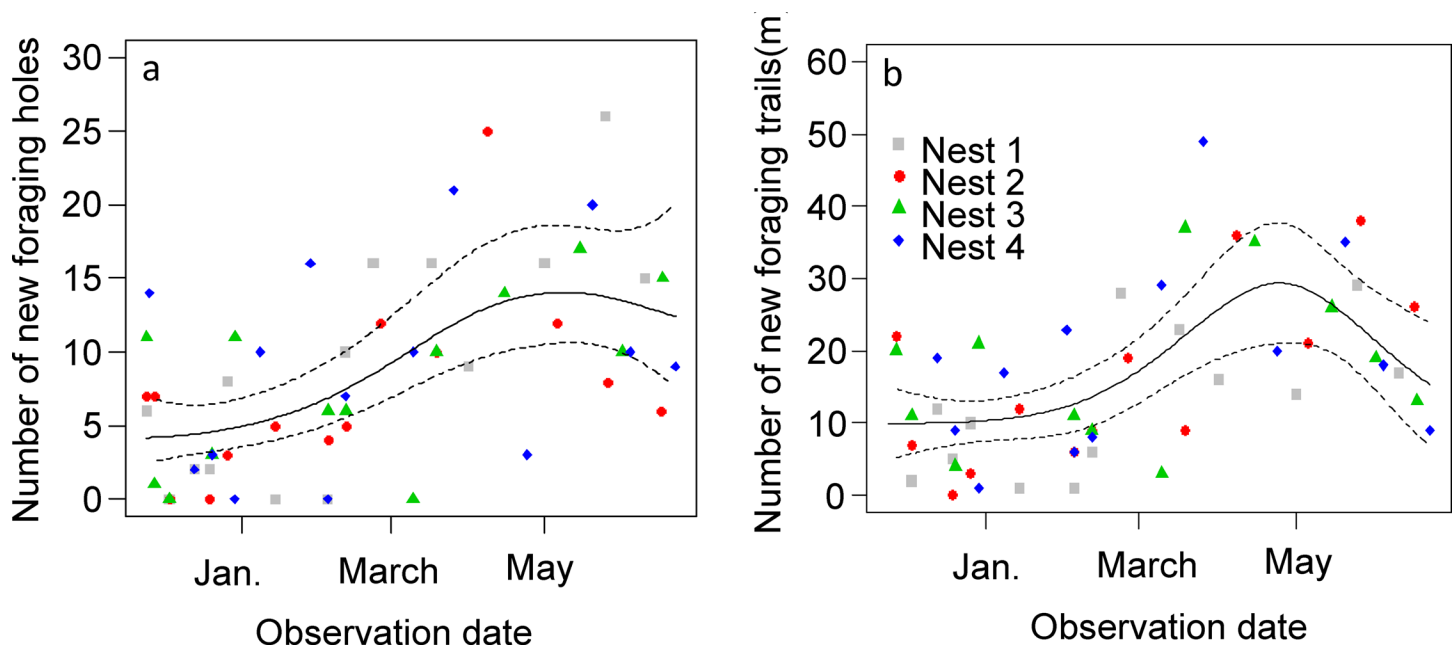 Number of new foraging holes
30
25
20
15
10
5
0
a
Jan.
March
May
Observation date
Number of new foraging trails(m
60
50
40
30
20
10
0
b
Nest 1
Nest 2
Nest 3
Nest 4
Jan.
March
May
Observation date